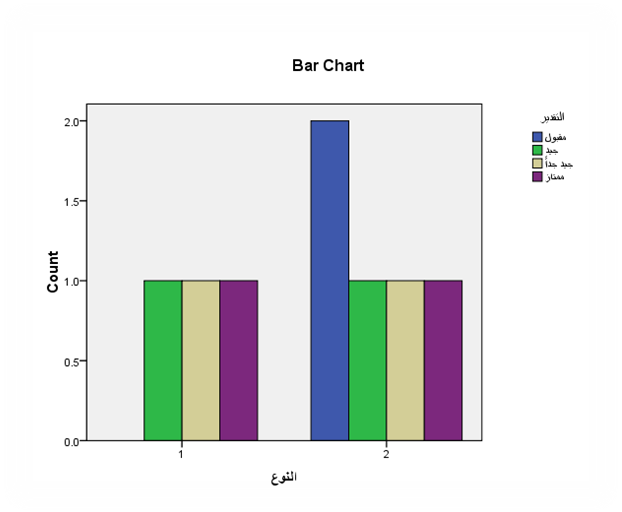 Bar Chart
التقدير
مقبول
جيد
جيد جداً
ممتاز
Count
2.0
1.5
1.0
0.5
0.0
1
2
النوع